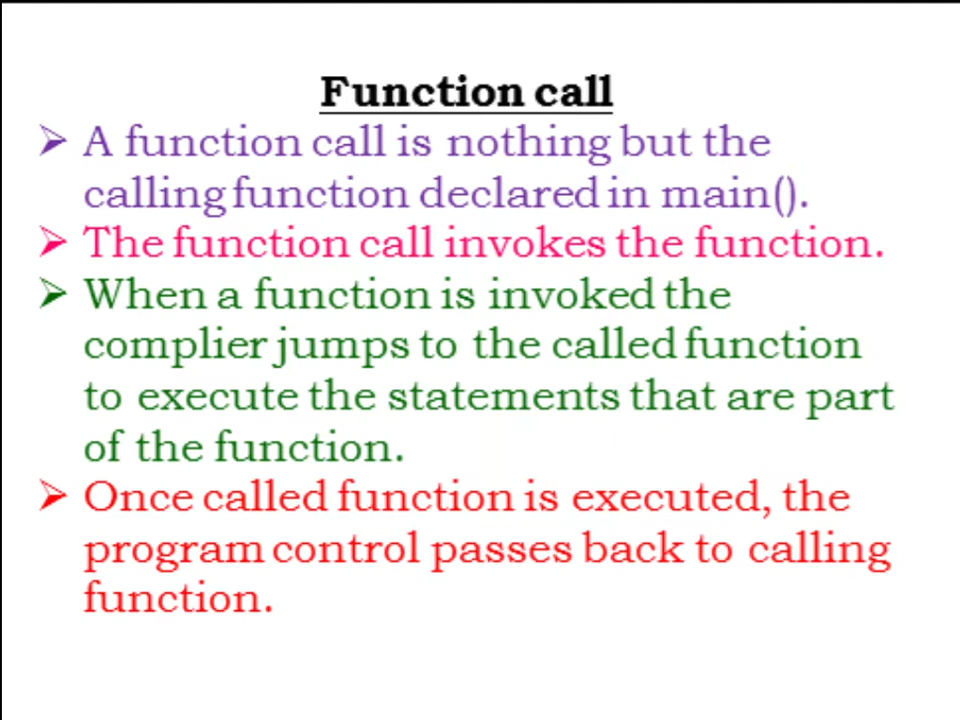 Function call
➢ A function call is nothing but the
calling function declared in main().
➢ The function call invokes the function.
➢ When a function is invoked the
complier jumps to the called function
to execute the statements that are part
of the function.
➢ Once called function is executed, the
program control passes back to calling
function.